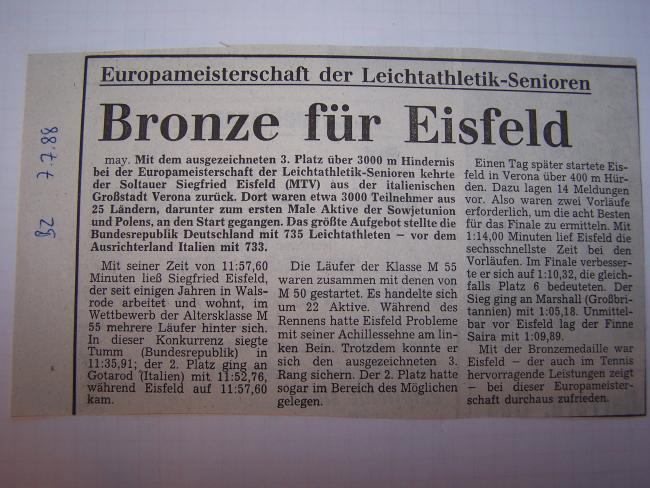 Europameisterschaft der Leichtathletik-Senioren
Bronze für Eisfeld
may. Mit dem ausgezeichneten 3. Platz über 3000 m Hindernis
bei der Europameisterschaft der Leichtathletik-Senioren kehrte
der Soltauer Siegfried Eisfeld (MTV) aus der italienischen
Großstadt Verona zurück. Dort waren etwa 3000 Teilnehmer aus
25 Ländern, darunter zum ersten Male Aktive der Sowjetunion
und Polens, an den Start gegangen. Das größte Aufgebot stellte die
Bundesrepublik Deutschland mit 735 Leichtathleten – vor dem
Ausrichterland Italien mit 733.
Mit seiner Zeit von 11:57,60
Minuten ließ Siegfried Eisfeld,
der seit einigen Jahren in Wals-
rode arbeitet und wohnt, im
Wettbewerb der Altersklasse M
55 mehrere Läufer hinter sich.
In dieser Konkurrenz siegte
Tumm (Bundesrepublik) in
11:35,91; der 2. Platz ging an
Gotarod (Italien) mit 11:52,76,
während Eisfeld auf 11:57,60
kam.
Die Läufer der Klasse M 55
waren zusammen mit denen von
M 50 gestartet. Es handelte sich
um 22 Aktive. Während des
Rennens hatte Eisfeld Probleme
mit seiner Achillessehne am lin-
ken Bein. Trotzdem konnte er
sich den ausgezeichneten 3.
Rang sichern. Der 2. Platz hatte
sogar im Bereich des Möglichen
gelegen.
Einen Tag später startete Eis-
feld in Verona über 400 m Hür-
den. Dazu lagen 14 Meldungen
vor. Also waren zwei Vorläufe
erforderlich, um die acht Besten
für das Finale zu ermitteln. Mit
1:14,00 Minuten lief Eisfeld die
sechsschnellste Zeit bei den
Vorläufen. Im Finale verbesser-
te er sich auf 1:10,32, die gleich-
falls Platz 6 bedeuteten. Der
Sieg ging an Marshall (Großbri-
tannien) mit 1:05,18. Unmittel-
bar vor Eisfeld lag der Finne
Saira mit 1:09,89.
Mit der Bronzemedaille war
Eisfeld – der auch im Tennis
hervorragende Leistungen zeigt
– bei dieser Europameister-
schaft durchaus zufrieden.
BZ 7.7.88